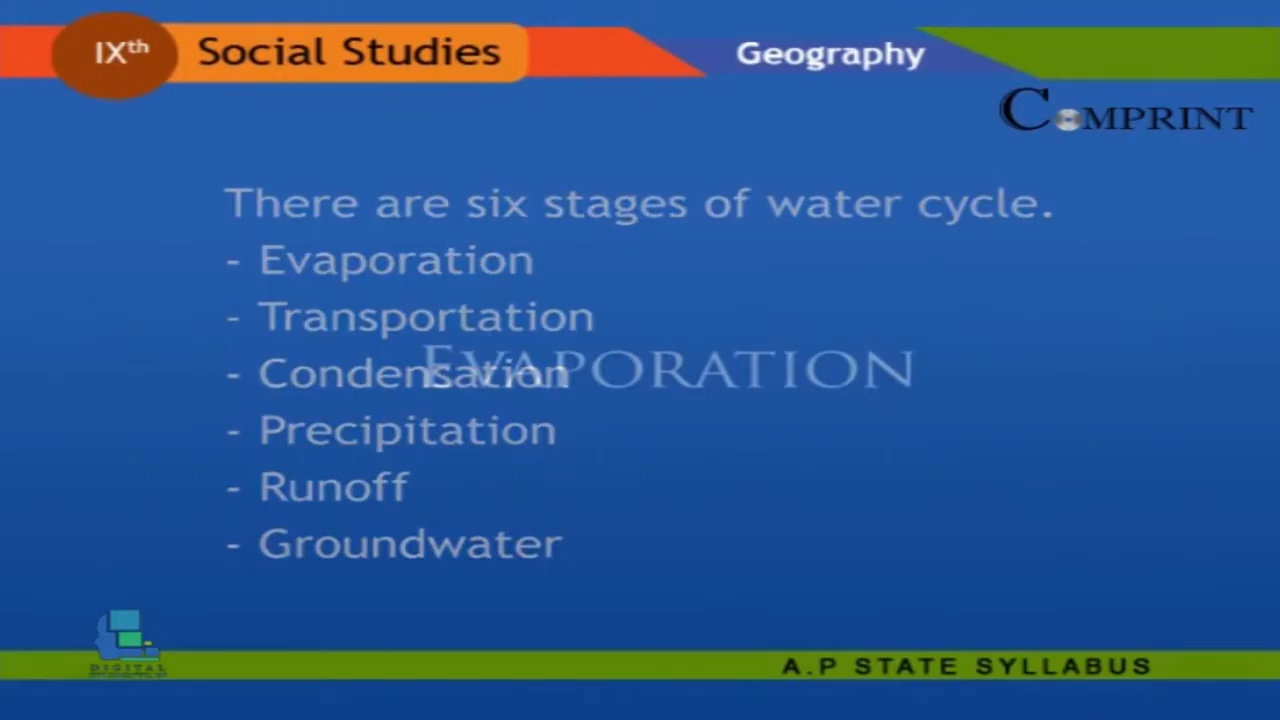 IXth Social Studies
Geography
COMPRINT
There are six stages of water cycle.
- Evaporation
- Transportation
- Condensation
EVAPORATION
- Precipitation
- Runoff
- Groundwater
DIGITAL
A.P STATE SYLLABUS